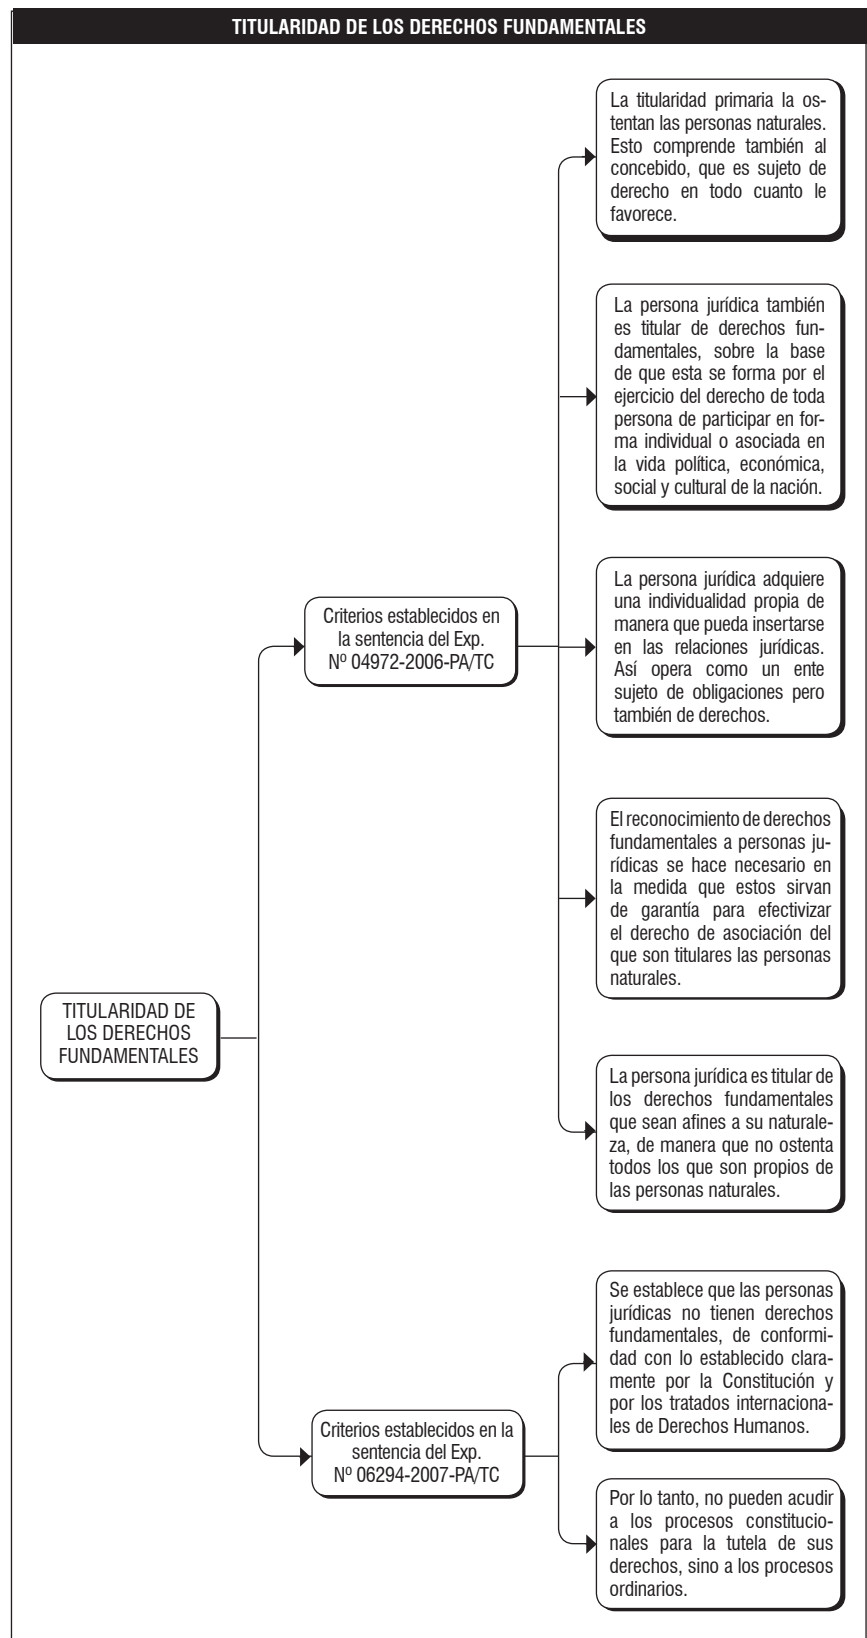 TITULARIDAD DE LOS DERECHOS FUNDAMENTALES
La titularidad primaria la os-
tentan las personas naturales.
Esto comprende también al
concebido, que es sujeto de
derecho en todo cuanto le
favorece.
La persona jurídica también
es titular de derechos fun-
damentales, sobre la base
de que esta se forma por el
ejercicio del derecho de toda
persona de participar en for-
ma individual o asociada en
la vida política, económica,
social y cultural de la nación.
La persona jurídica adquiere
una individualidad propia de
manera que pueda insertarse
en las relaciones jurídicas.
Así opera como un ente
sujeto de obligaciones pero
también de derechos.
Criterios establecidos en
la sentencia del Exp.
Nº 04972-2006-PA/TC
El reconocimiento de derechos
fundamentales a personas ju-
rídicas se hace necesario en
la medida que estos sirvan
de garantía para efectivizar
el derecho de asociación del
que son titulares las personas
naturales.
TITULARIDAD DE
LOS DERECHOS
FUNDAMENTALES
La persona jurídica es titular de
los derechos fundamentales
que sean afines a su naturale-
za, de manera que no ostenta
todos los que son propios de
las personas naturales.
Se establece que las personas
jurídicas no tienen derechos
fundamentales, de conformi-
dad con lo establecido clara-
mente por la Constitución y
por los tratados internaciona-
les de Derechos Humanos.
Criterios establecidos en la
sentencia del Exp.
Nº 06294-2007-PA/TC
Por lo tanto, no pueden acudir
a los procesos constitucio-
nales para la tutela de sus
derechos, sino a los procesos
ordinarios.